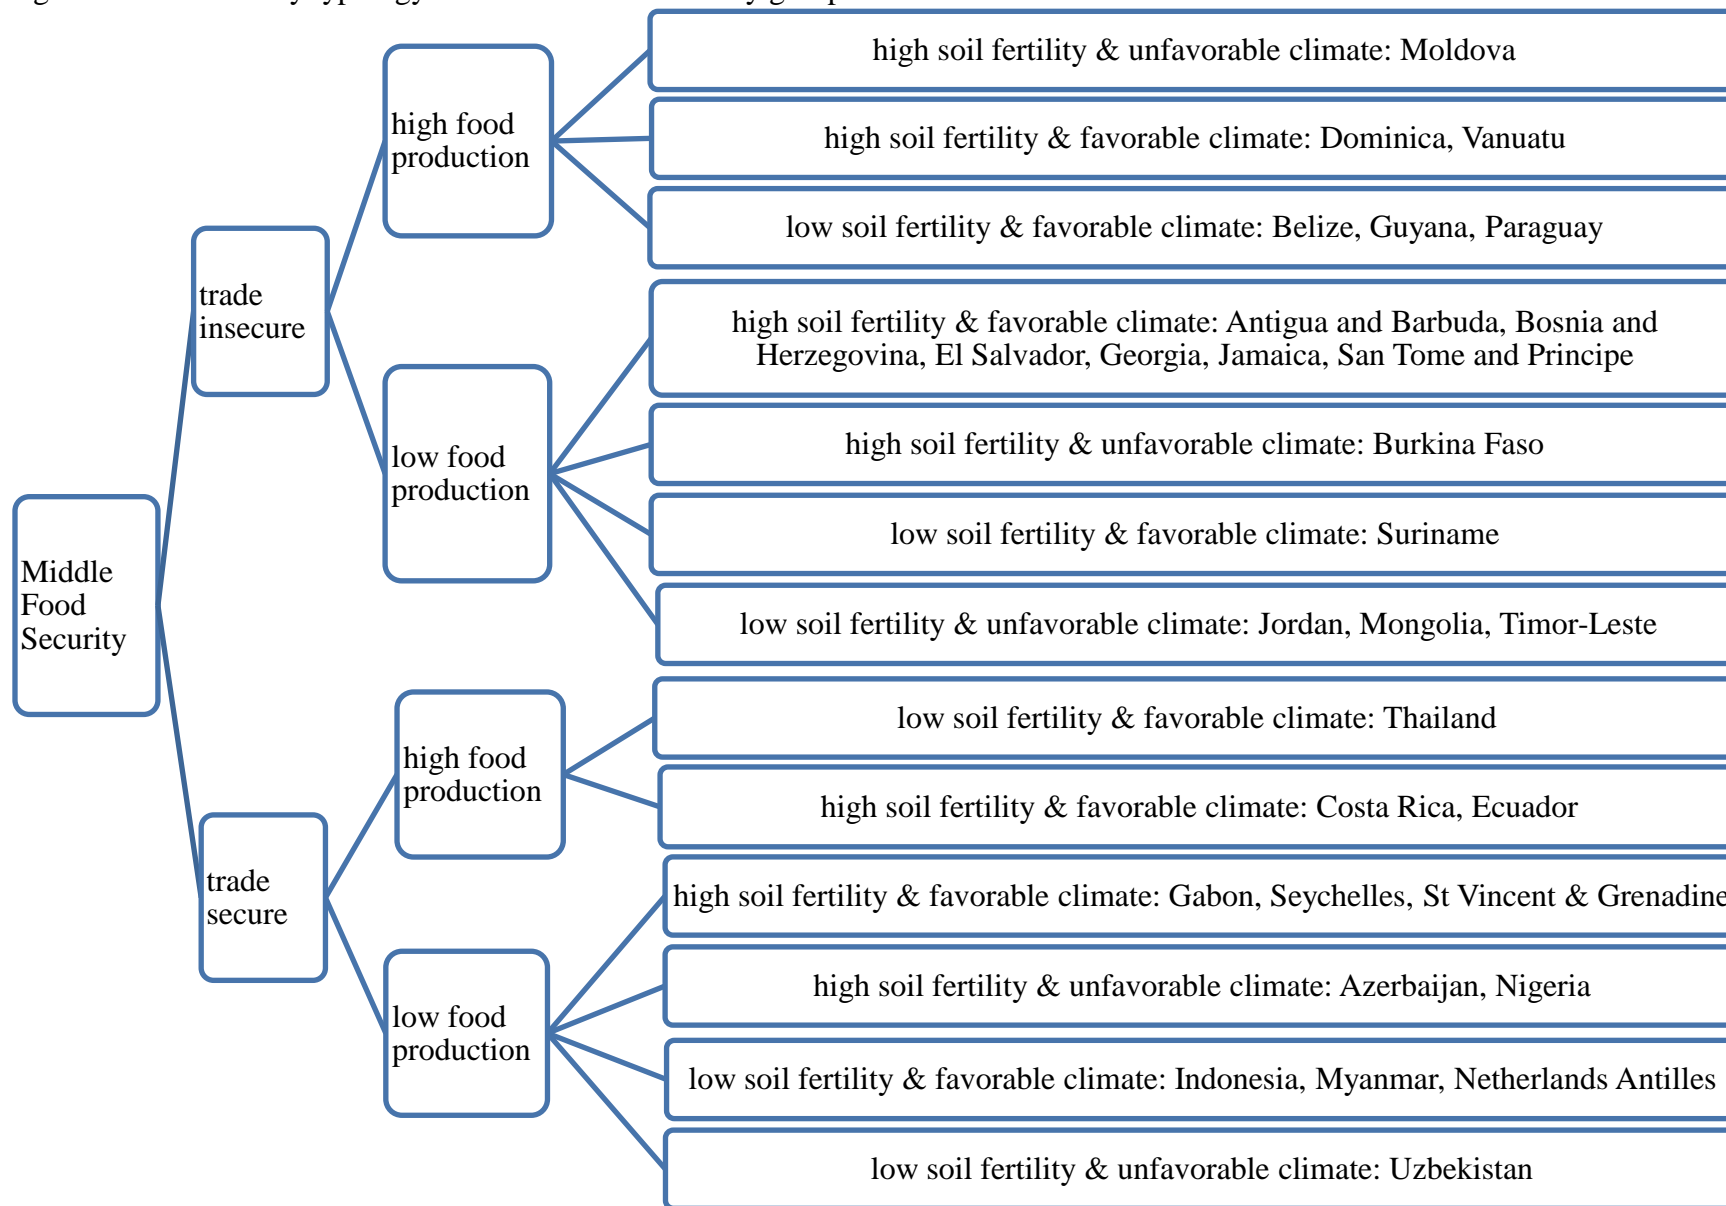 high soil fertility & unfavorable climate: Moldova
high food
production
high soil fertility & favorable climate: Dominica, Vanuatu
low soil fertility & favorable climate: Belize, Guyana, Paraguay
trade
insecure
high soil fertility & favorable climate: Antigua and Barbuda, Bosnia and
Herzegovina, El Salvador, Georgia, Jamaica, San Tome and Principe
high soil fertility & unfavorable climate: Burkina Faso
low food
production
low soil fertility & favorable climate: Suriname
low soil fertility & unfavorable climate: Jordan, Mongolia, Timor-Leste
Middle
Food
Security
low soil fertility & favorable climate: Thailand
high food
production
high soil fertility & favorable climate: Costa Rica, Ecuador
trade
secure
high soil fertility & favorable climate: Gabon, Seychelles, St Vincent & Grenadine
high soil fertility & unfavorable climate: Azerbaijan, Nigeria
low food
production
low soil fertility & favorable climate: Indonesia, Myanmar, Netherlands Antilles
low soil fertility & unfavorable climate: Uzbekistan